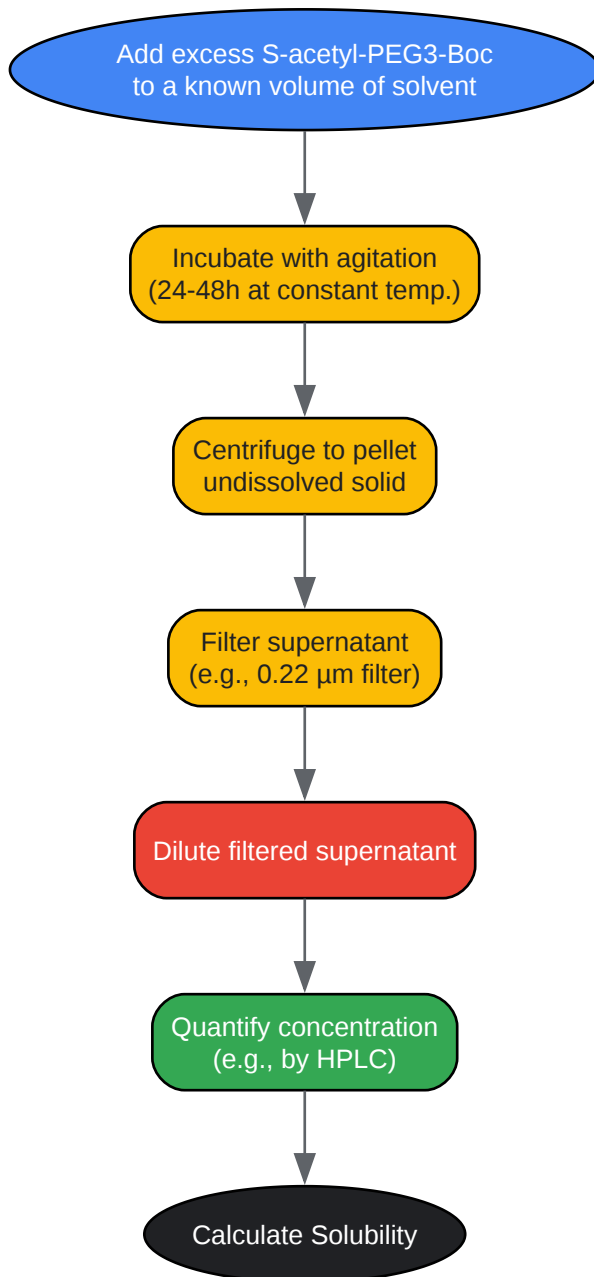 Add excess S-acetyl-PEG3-Boc
to a known volume of solvent
Incubate with agitation
(24-48h at constant temp.)
Centrifuge to pellet
undissolved solid
Filter supernatant
(e.g., 0.22 µm filter)
Dilute filtered supernatant
Quantify concentration
(e.g., by HPLC)
Calculate Solubility